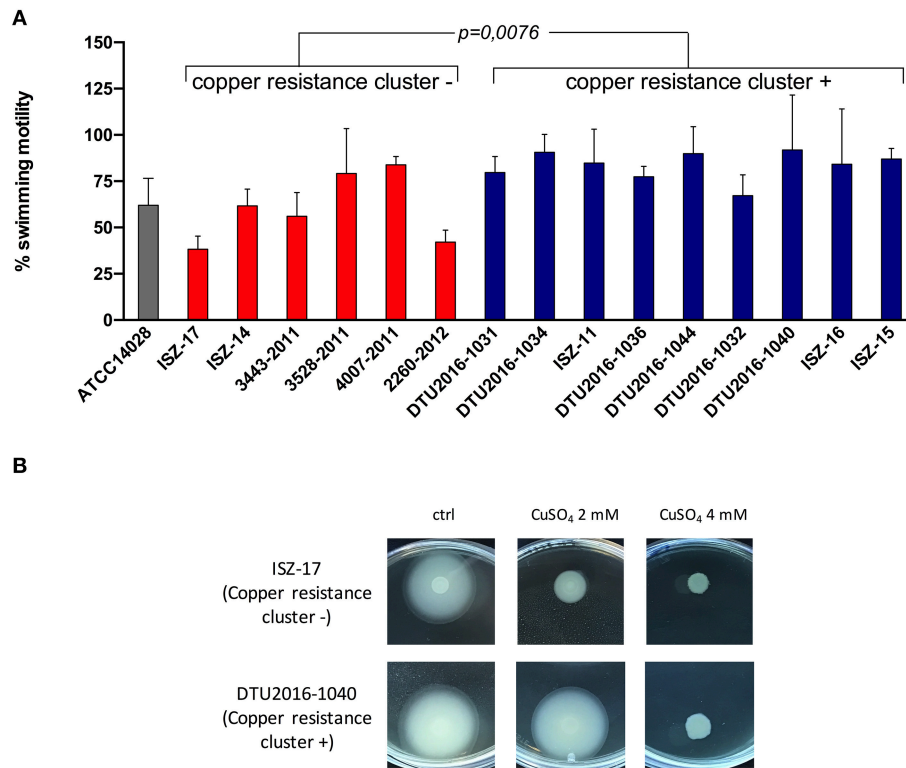 A
p=0,0076
copper resistance cluster -
copper resistance cluster +
% swimming motility
150
125
100
75
50
25
0
ATCC14028
ISZ-17
ISZ-14
3443-2011
3528-2011
4007-2011
2260-2012
DTU2016-1031
DTU2016-1034
ISZ-11
DTU2016-1036
DTU2016-1044
DTU2016-1032
DTU2016-1040
ISZ-16
ISZ-15
B
ctrl
CuSO₄ 2 mM
CuSO₄ 4 mM
ISZ-17
(Copper resistance
cluster -)
DTU2016-1040
(Copper resistance
cluster +)